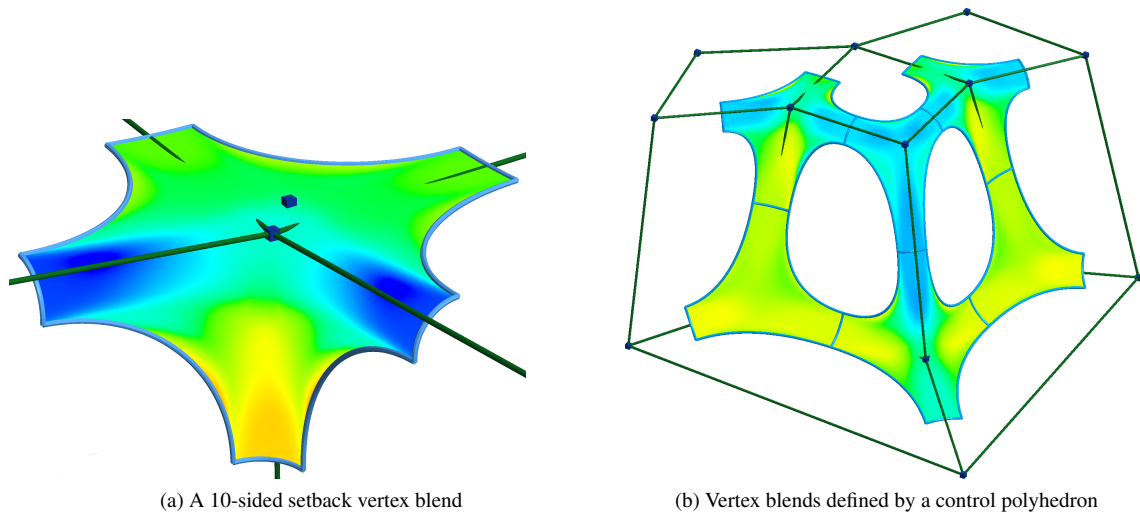 (a) A 10-sided setback vertex blend
(b) Vertex blends defined by a control polyhedron